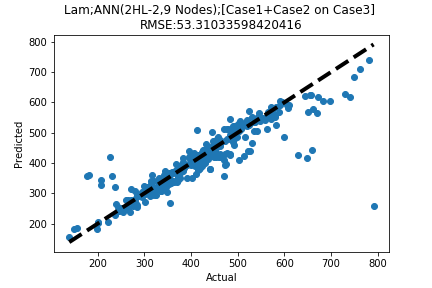 Lam;ANN(2HL-2,9 Nodes);[Case1+Case2 on Case3]
RMSE:53.31033598420416
800
700
600
500
400
300
200
Predicted
200 300 400 500 600 700 800
Actual